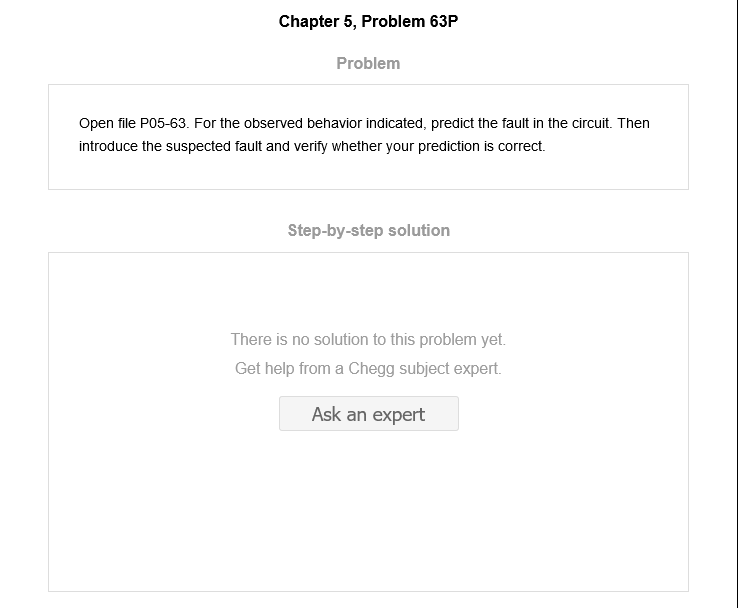 Chapter 5, Problem 63P
Problem
Open file P05-63. For the observed behavior indicated, predict the fault in the circuit. Then
introduce the suspected fault and verify whether your prediction is correct.
Step-by-step solution
There is no solution to this problem yet.
Get help from a Chegg subject expert.
Ask an expert